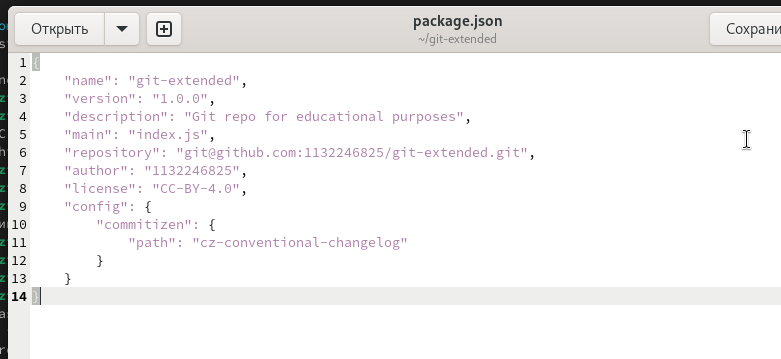 Открыть
package.json
~/git-extended
1 {
2 "name": "git-extended",
3 "version": "1.0.0",
4 "description": "Git repo for educational purposes",
5 "main": "index.js",
6 "repository": "git@github.com:1132246825/git-extended.git",
7 "author": "1132246825",
8 "license": "CC-BY-4.0",
9 "config": {
10 "commitizen": {
11 "path": "cz-conventional-changelog"
12 }
13 }
14 }